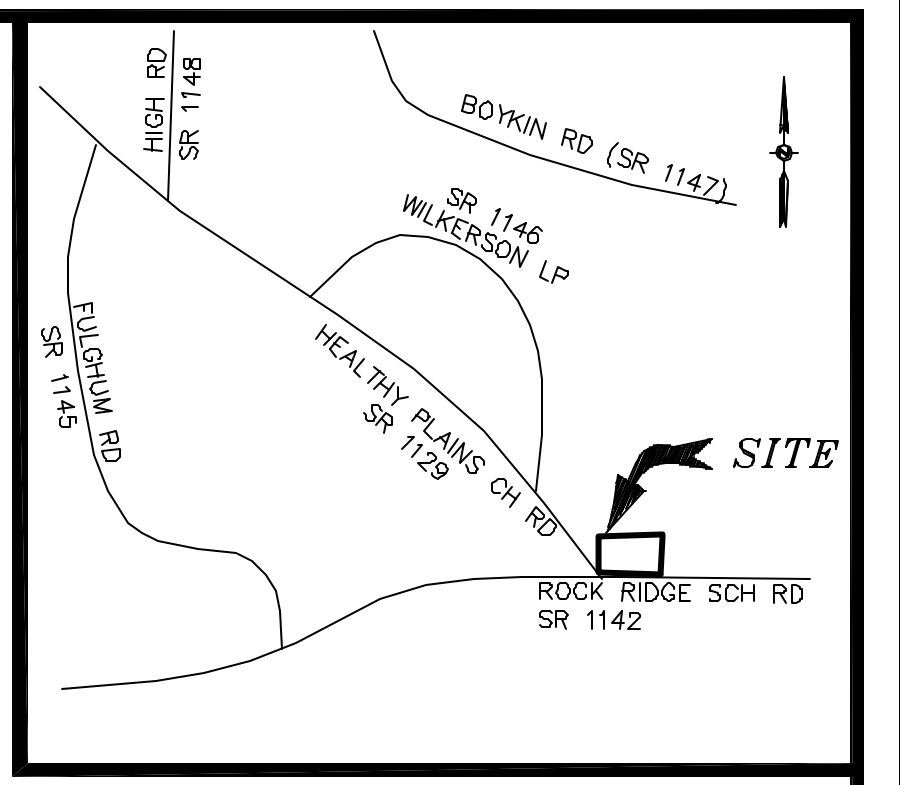 HIGH RD
SR 1148
BOYKIN RD (SR 1147)
SR 1146
WILKERSON LP
FULGHUM RD
SR 1145
HEALTHY PLAINS CH RD
SR 1129
SITE
ROCK RIDGE SCH RD
SR 1142
N